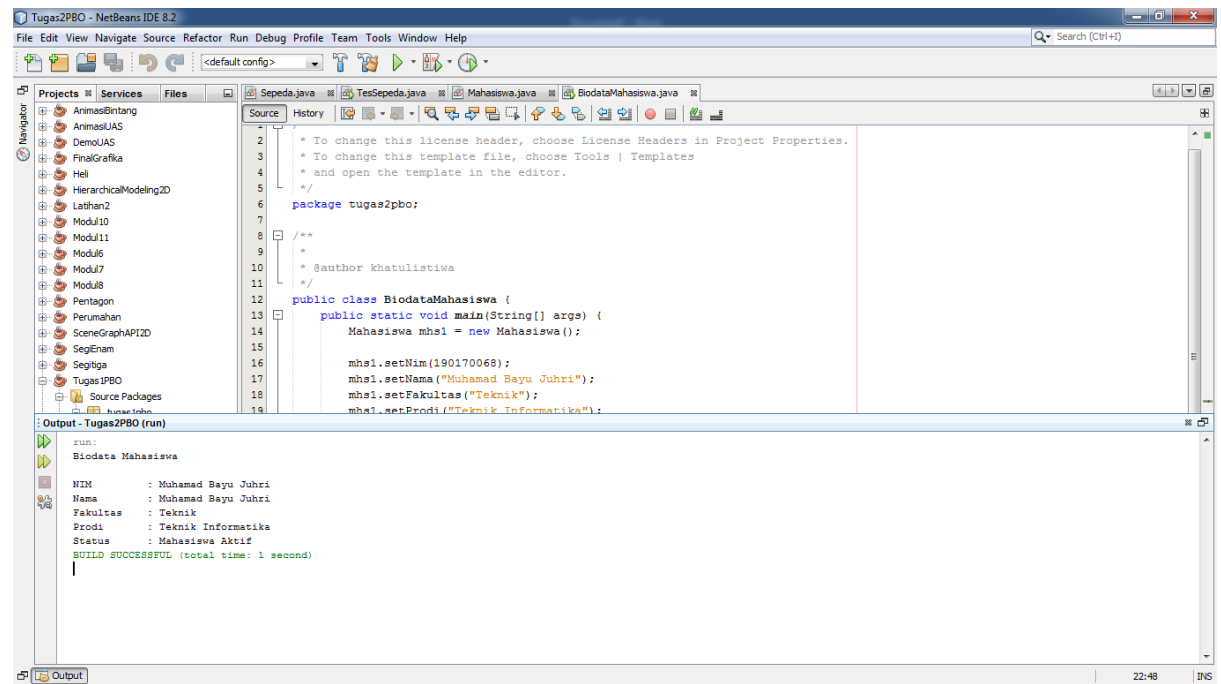 Tugas2PBO - NetBeans IDE 8.2
File Edit View Navigate Source Refactor Run Debug Profile Team Tools Window Help
Search (Ctrl+I)
<default config>
Projects Services Files
Navigator
AnimasiBintang
AnimasiUAS
DemoUAS
FinalGrafika
Heli
HierarchicalModeling2D
Latihan2
Modul10
Modul11
Modul6
Modul7
Modul8
Pentagon
Perumahan
SceneGraphAPI2D
SegiEnam
Segitiga
Tugas1PBO
Source Packages
tugas1pbo
Sepeda.java TesSepeda.java Mahasiswa.java BiodataMahasiswa.java
Source History
1 /*
2 * To change this license header, choose License Headers in Project Properties.
3 * To change this template file, choose Tools | Templates
4 * and open the template in the editor.
5 */
6 package tugas2pbo;
7
8 /**
9 *
10 * @author khatulistiwa
11 */
12 public class BiodataMahasiswa {
13 public static void main(String[] args) {
14 Mahasiswa mhs1 = new Mahasiswa();
15
16 mhs1.setNim(190170068);
17 mhs1.setNama("Muhamad Bayu Juhri");
18 mhs1.setFakultas("Teknik");
19 mhs1.setProdi("Teknik Informatika");
Output - Tugas2PBO (run)
run:
Biodata Mahasiswa
NIM : Muhamad Bayu Juhri
Nama : Muhamad Bayu Juhri
Fakultas : Teknik
Prodi : Teknik Informatika
Status : Mahasiswa Aktif
BUILD SUCCESSFUL (total time: 1 second)
Output
22:48 INS